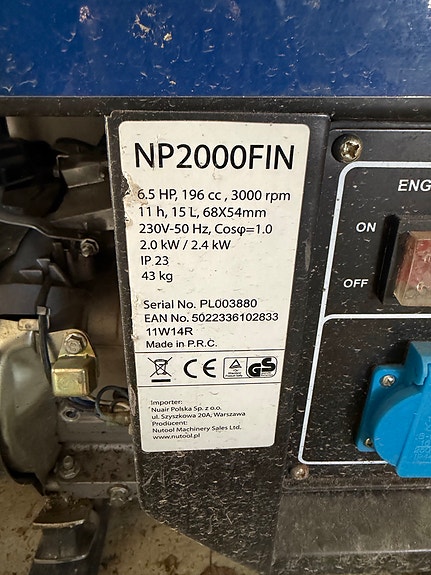 NP2000FIN
6.5 HP, 196 cc, 3000 rpm
11 h, 15 L, 68X54mm
230V-50 Hz, Cosφ=1.0
2.0 kW / 2.4 kW
IP 23
43 kg
Serial No. PL003880
EAN No. 5022336102833
11W14R
Made in P.R.C.
CE
GS
Importer:
Nuair Polska Sp. z o.o.
ul. Szyszkowa 20A, Warszawa
Producent:
Nutool Machinery Sales Ltd.
www.nutool.pl
ENG
ON
OFF